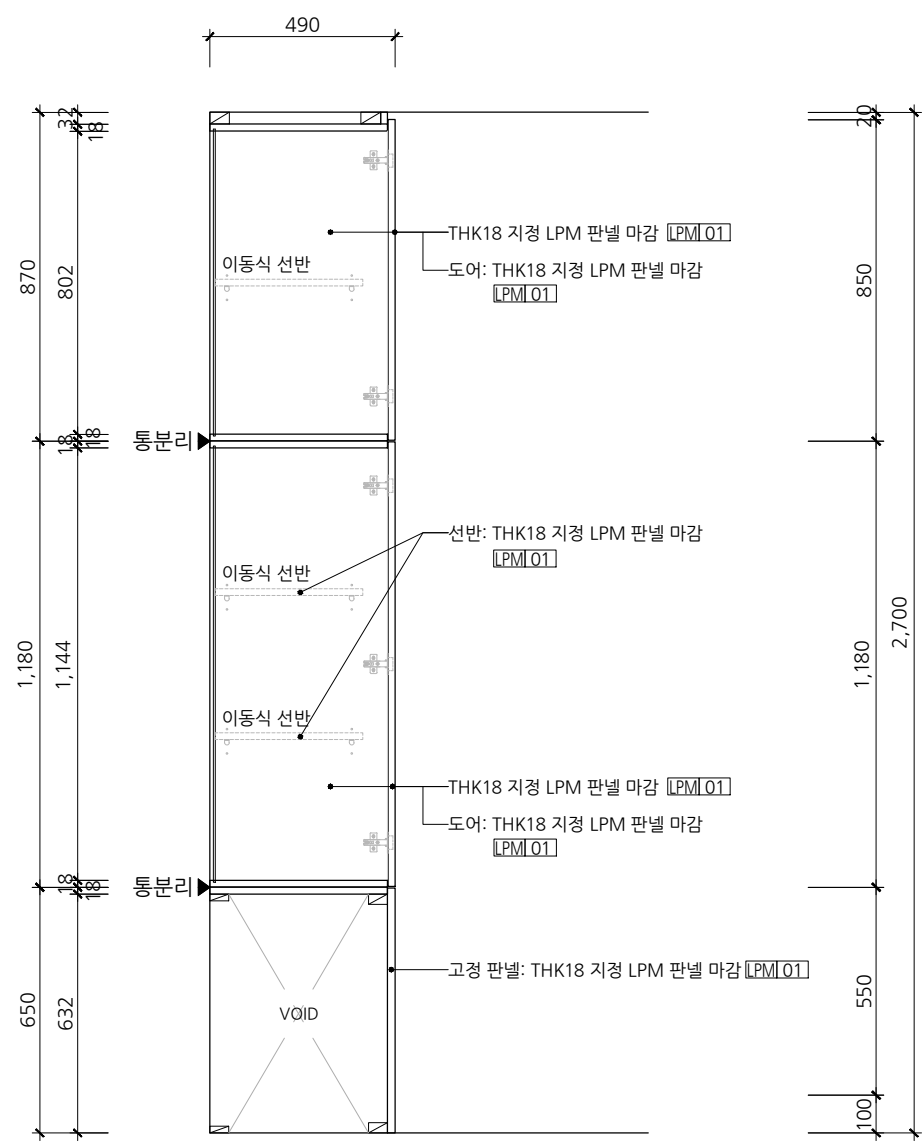 490
32
18
20
THK18 지정 LPM 판넬 마감 LPM 01
이동식 선반
도어: THK18 지정 LPM 판넬 마감
LPM 01
870
802
850
18
18
통분리
선반: THK18 지정 LPM 판넬 마감
LPM 01
이동식 선반
2,700
1,180
1,144
1,180
이동식 선반
THK18 지정 LPM 판넬 마감 LPM 01
도어: THK18 지정 LPM 판넬 마감
LPM 01
18
18
통분리
고정 판넬: THK18 지정 LPM 판넬 마감 LPM 01
650
632
VOID
550
100